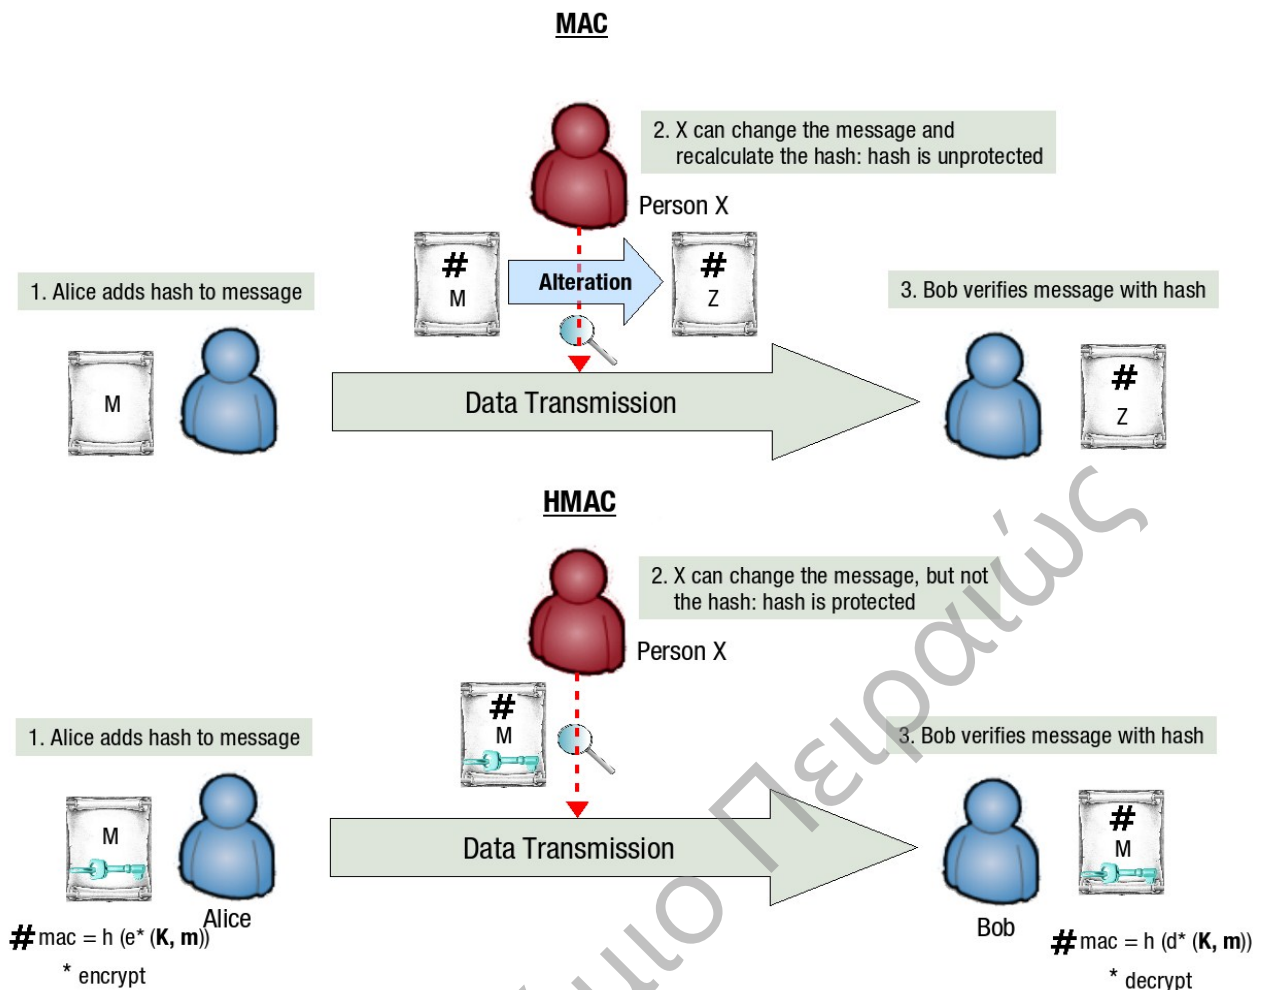 MAC
2. X can change the message and
recalculate the hash: hash is unprotected
Person X
#
M
Alteration
#
Z
1. Alice adds hash to message
3. Bob verifies message with hash
M
Data Transmission
#
Z
HMAC
2. X can change the message, but not
the hash: hash is protected
Person X
#
M
1. Alice adds hash to message
3. Bob verifies message with hash
M
Data Transmission
#
M
Alice
Bob
# mac = h (e* (K, m))
* encrypt
# mac = h (d* (K, m))
* decrypt
Πειραιώς